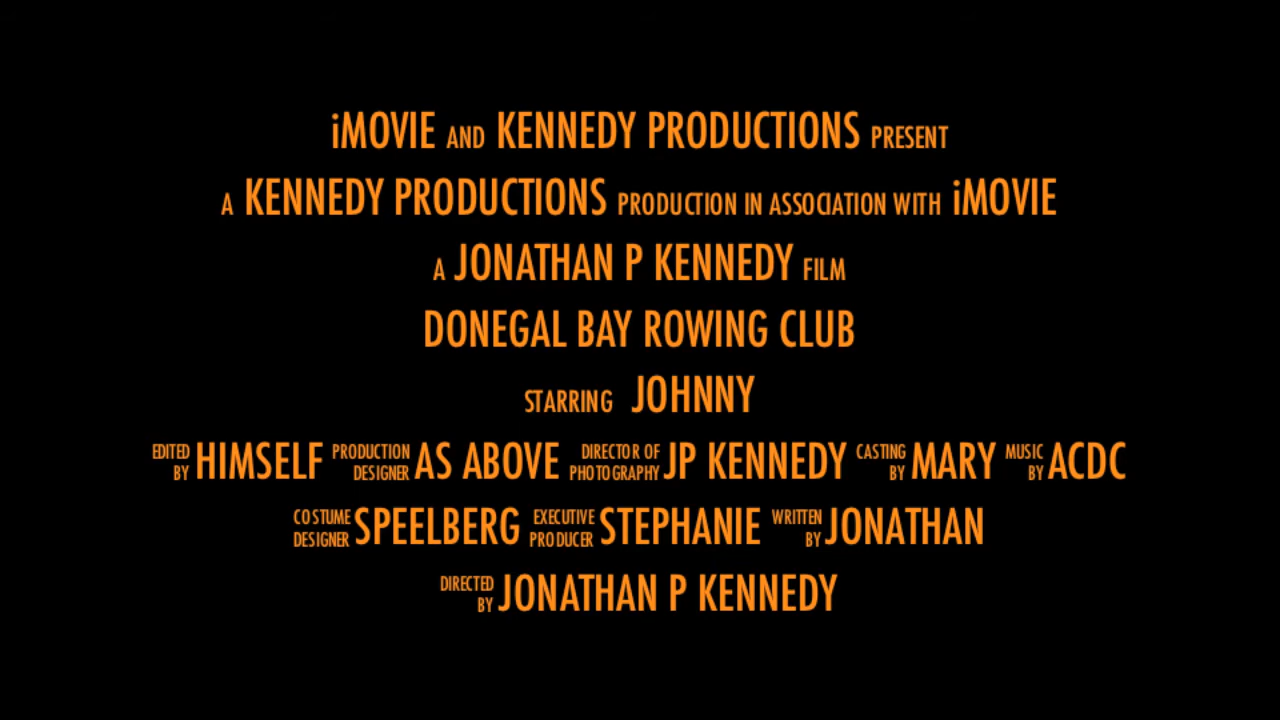 iMOVIE AND KENNEDY PRODUCTIONS PRESENT
A KENNEDY PRODUCTIONS PRODUCTION IN ASSOCIATION WITH iMOVIE
A JONATHAN P KENNEDY FILM
DONEGAL BAY ROWING CLUB
STARRING JOHNNY
EDITED BY HIMSELF PRODUCTION DESIGNER AS ABOVE DIRECTOR OF PHOTOGRAPHY JP KENNEDY CASTING BY MARY MUSIC BY ACDC
COSTUME DESIGNER SPEELBERG EXECUTIVE PRODUCER STEPHANIE WRITTEN BY JONATHAN
DIRECTED BY JONATHAN P KENNEDY